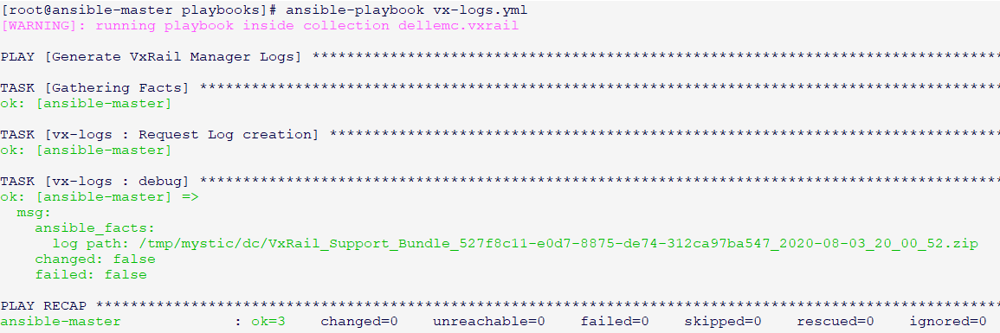 [root@ansible-master playbooks]# ansible-playbook vx-logs.yml
[WARNING]: running playbook inside collection dellemc.vxrail
PLAY [Generate VxRail Manager Logs] ********************************************************************************
TASK [Gathering Facts] *********************************************************************************************
ok: [ansible-master]
TASK [vx-logs : Request Log creation] ******************************************************************************
ok: [ansible-master]
TASK [vx-logs : debug] *********************************************************************************************
ok: [ansible-master] =>
  msg:
    ansible_facts:
      log path: /tmp/mystic/dc/VxRail_Support_Bundle_527f8c11-e0d7-8875-de74-312ca97ba547_2020-08-03_20_00_52.zip
    changed: false
    failed: false
PLAY RECAP *********************************************************************************************************
ansible-master             : ok=3    changed=0    unreachable=0    failed=0    skipped=0    rescued=0    ignored=0